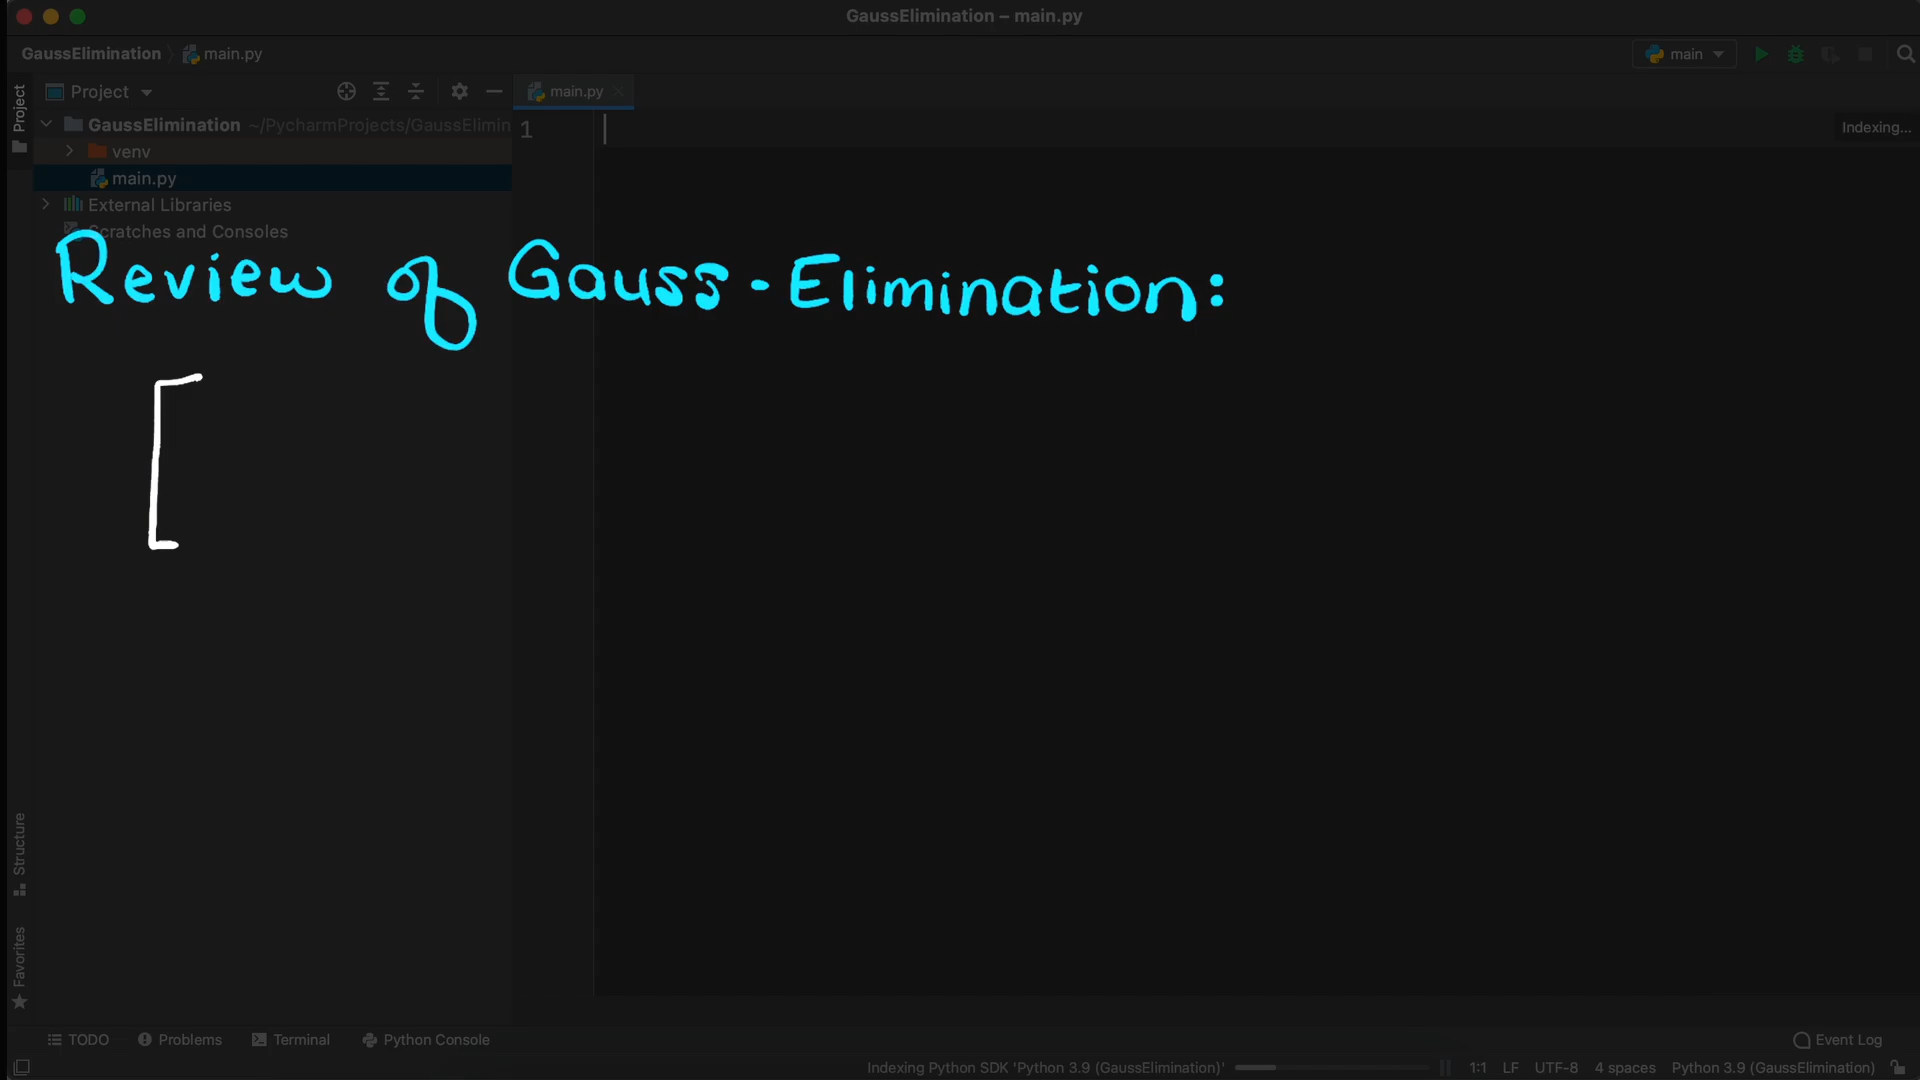 GaussElimination – main.py
GaussElimination main.py
main
Project
Project
main.py
GaussElimination ~/PycharmProjects/GaussElimin
1
Indexing...
venv
main.py
External Libraries
Scratches and Consoles
Review of Gauss-Elimination:
[
Structure
Favorites
TODO Problems Terminal Python Console
Event Log
Indexing Python SDK 'Python 3.9 (GaussElimination)' 1:1 LF UTF-8 4 spaces Python 3.9 (GaussElimination)